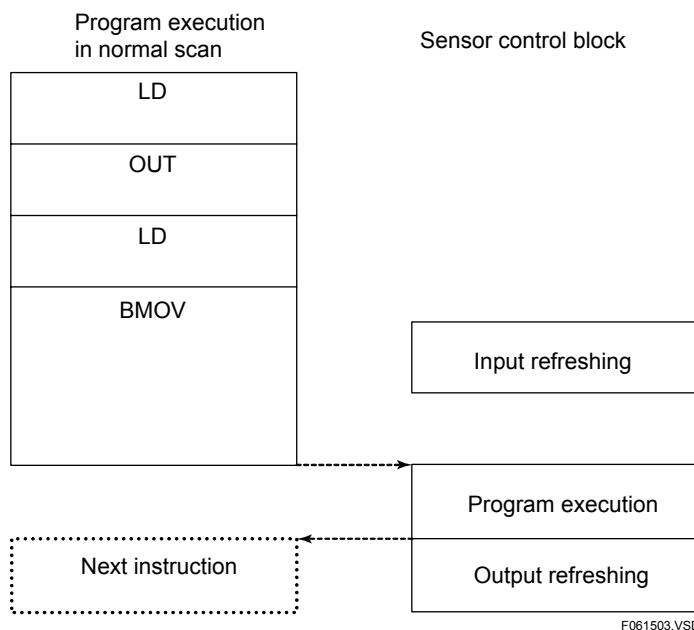 Program execution
in normal scan
Sensor control block
LD
OUT
LD
BMOV
Input refreshing
Program execution
Next instruction
Output refreshing